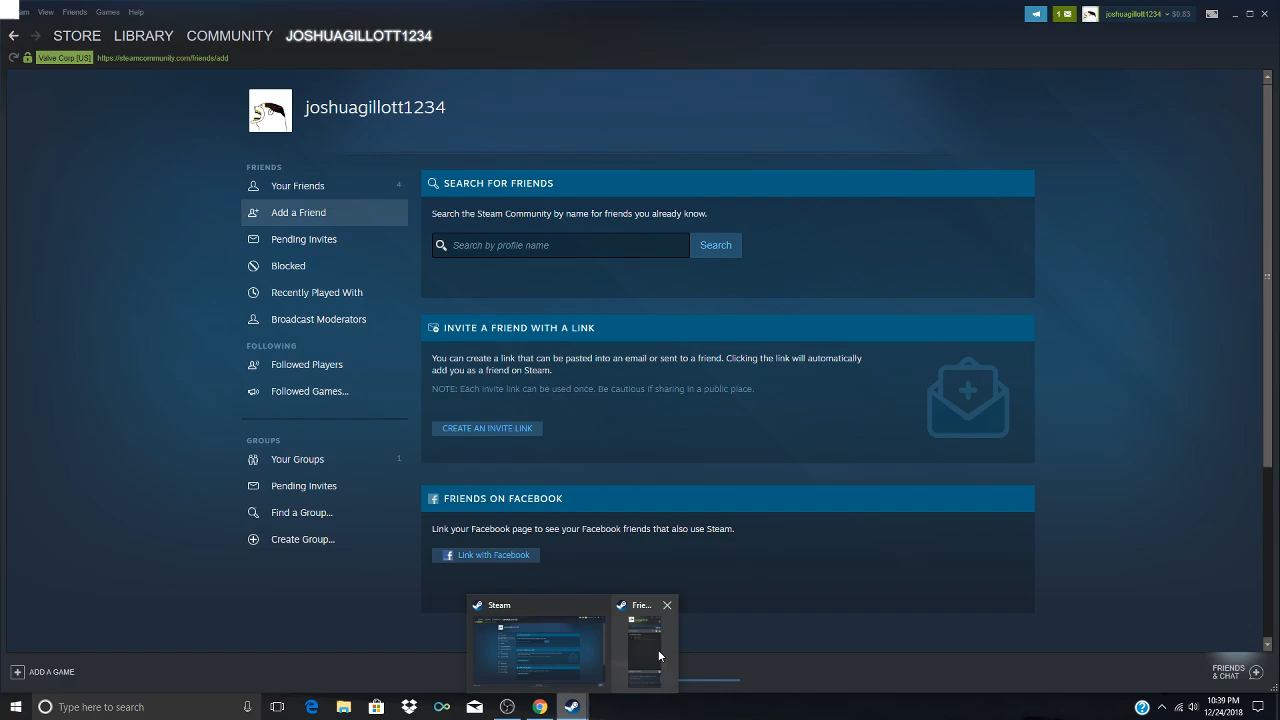 View Friends Games Help
1 joshuagillott1234 $0.83
STORE LIBRARY COMMUNITY JOSHUAGILLOTT1234
Valve Corp [US] https://steamcommunity.com/friends/add
joshuagillott1234
FRIENDS
Your Friends 4
Add a Friend
Pending Invites
Blocked
Recently Played With
Broadcast Moderators
FOLLOWING
Followed Players
Followed Games...
GROUPS
Your Groups 1
Pending Invites
Find a Group...
Create Group...
SEARCH FOR FRIENDS
Search the Steam Community by name for friends you already know.
Search by profile name Search
INVITE A FRIEND WITH A LINK
You can create a link that can be pasted into an email or sent to a friend. Clicking the link will automatically
add you as a friend on Steam.
NOTE: Each invite link can be used once. Be cautious if sharing in a public place.
CREATE AN INVITE LINK
FRIENDS ON FACEBOOK
Link your Facebook page to see your Facebook friends that also use Steam.
Link with Facebook
Steam Frie...
ADD A GAME
FRIENDS
& CHAT
Type here to search
10:39 PM
12/24/2018